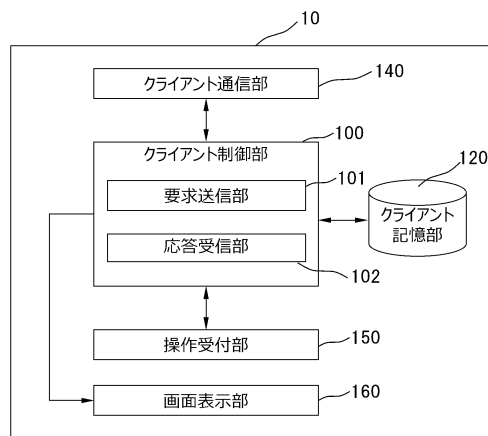 10
クライアント通信部
140
クライアント制御部
100
要求送信部
101
応答受信部
102
クライアント
記憶部
120
操作受付部
150
画面表示部
160